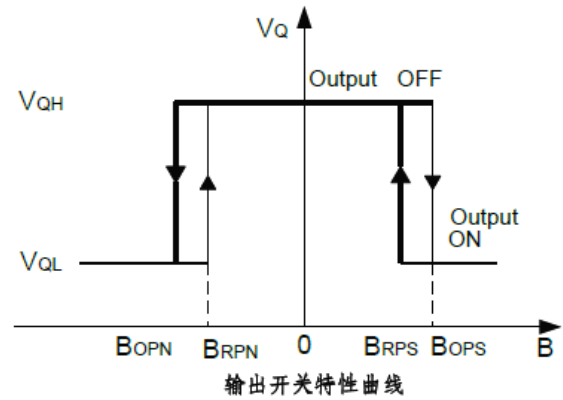 VQ
Output OFF
VQH
Output
ON
VQL
BOPN BRPN 0 BRPS BOPS B
输出开关特性曲线